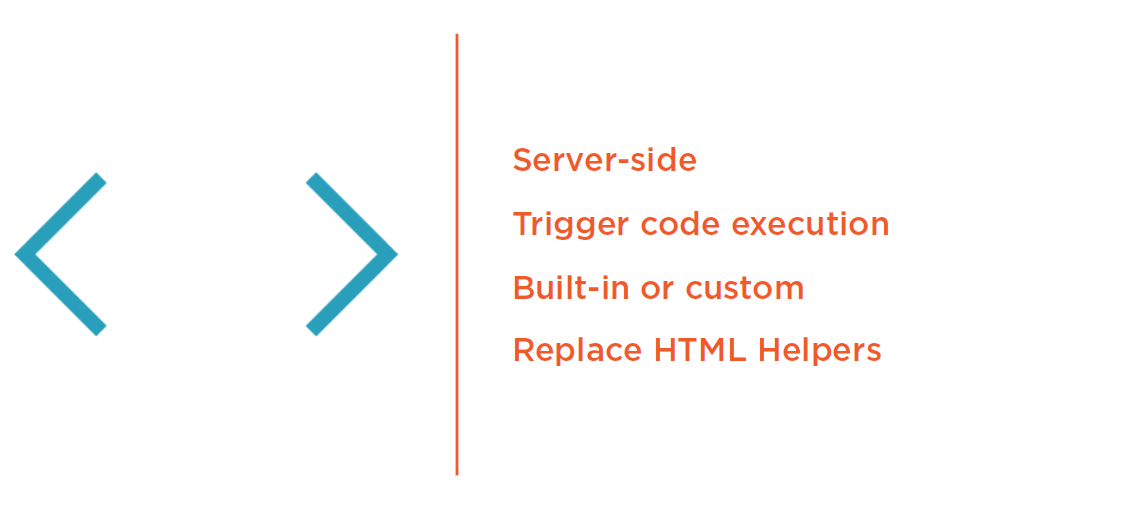 Server-side
Trigger code execution
Built-in or custom
Replace HTML Helpers